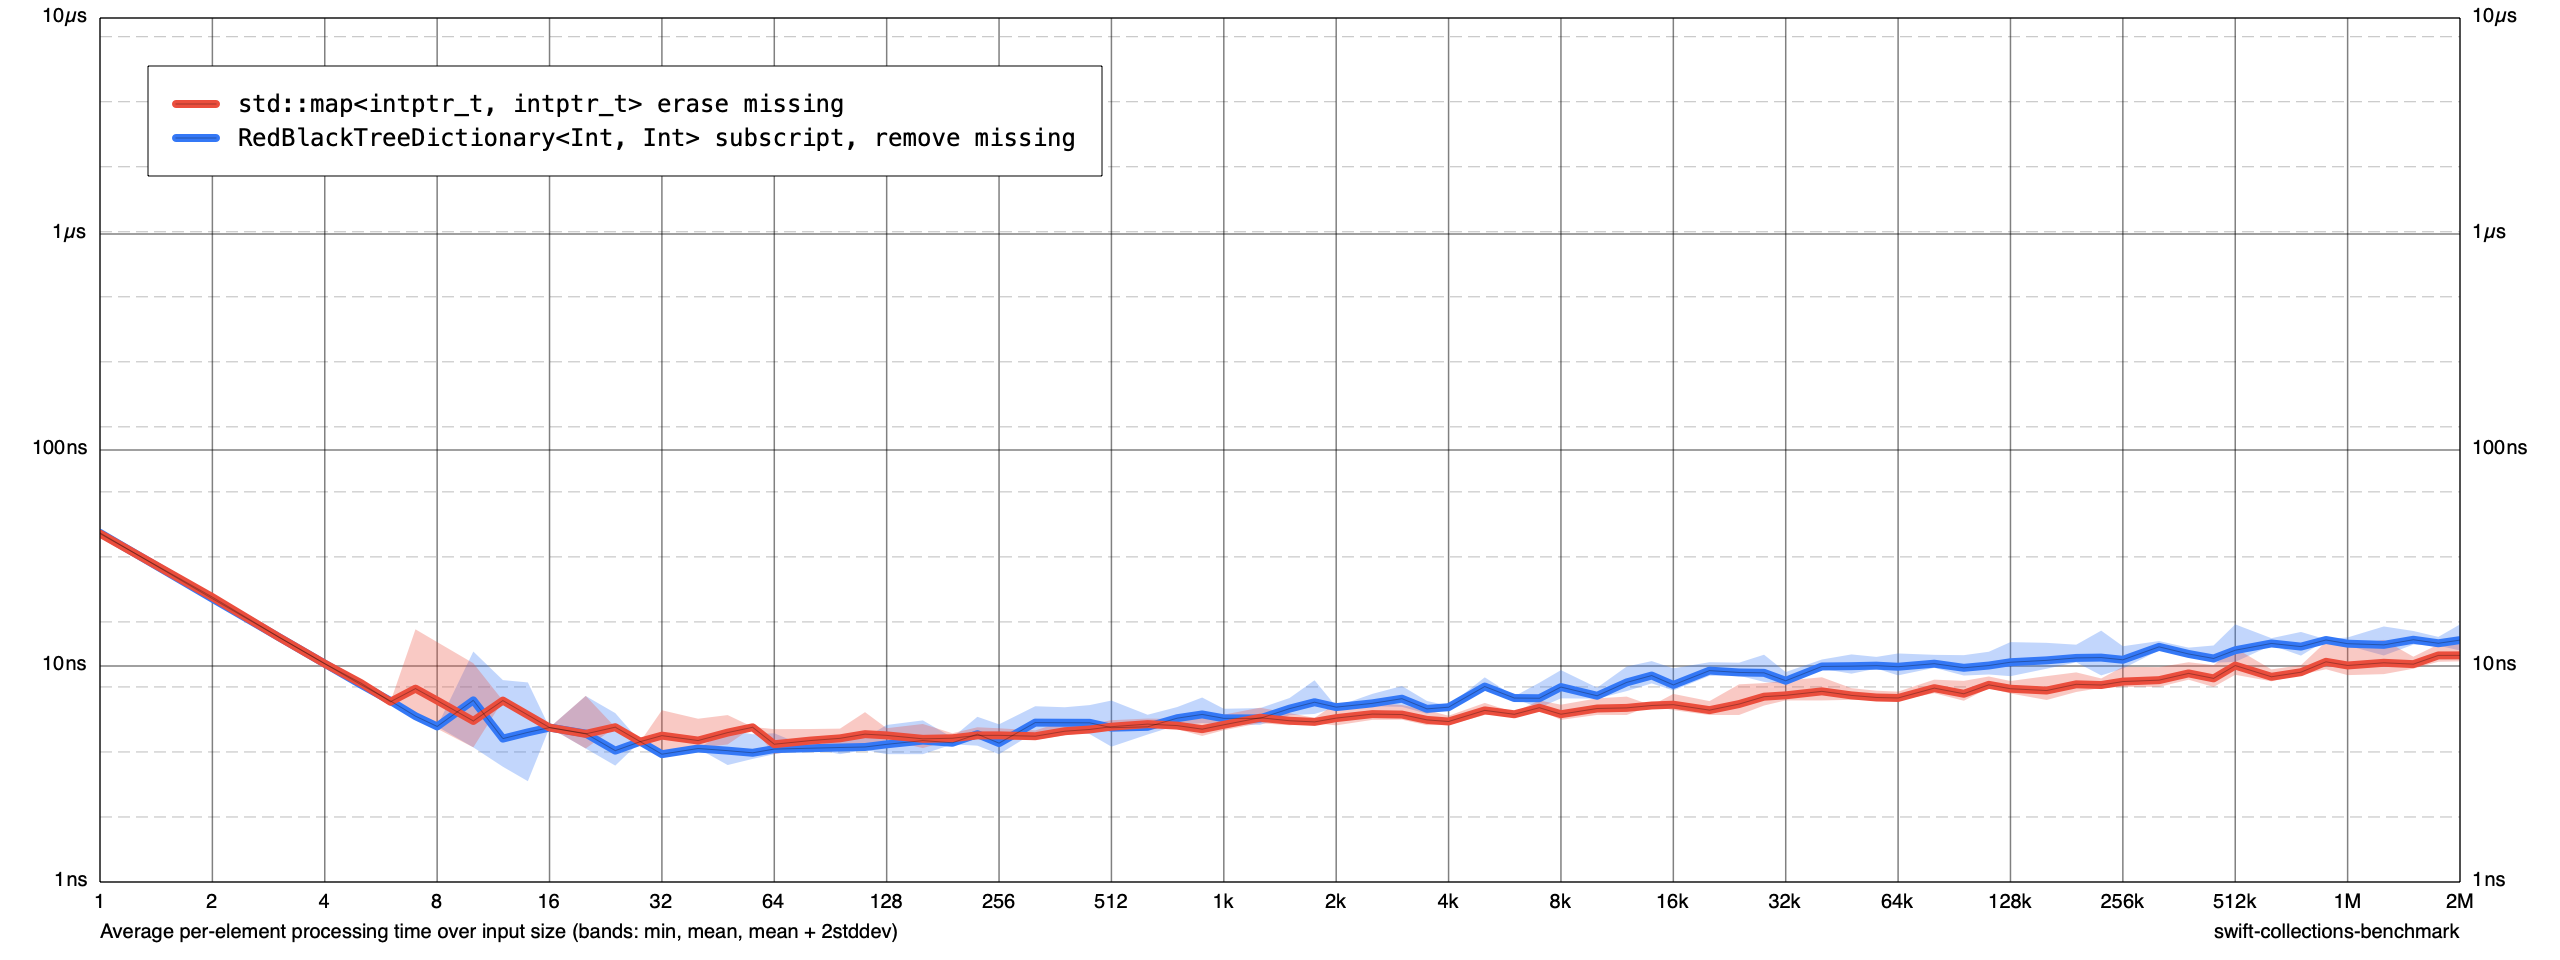 10µs
10µs
std::map<intptr_t, intptr_t> erase missing
RedBlackTreeDictionary<Int, Int> subscript, remove missing
1µs
1µs
100ns
100ns
10ns
10ns
1ns
1ns
1 2 4 8 16 32 64 128 256 512 1k 2k 4k 8k 16k 32k 64k 128k 256k 512k 1M 2M
Average per-element processing time over input size (bands: min, mean, mean + 2stddev)
swift-collections-benchmark